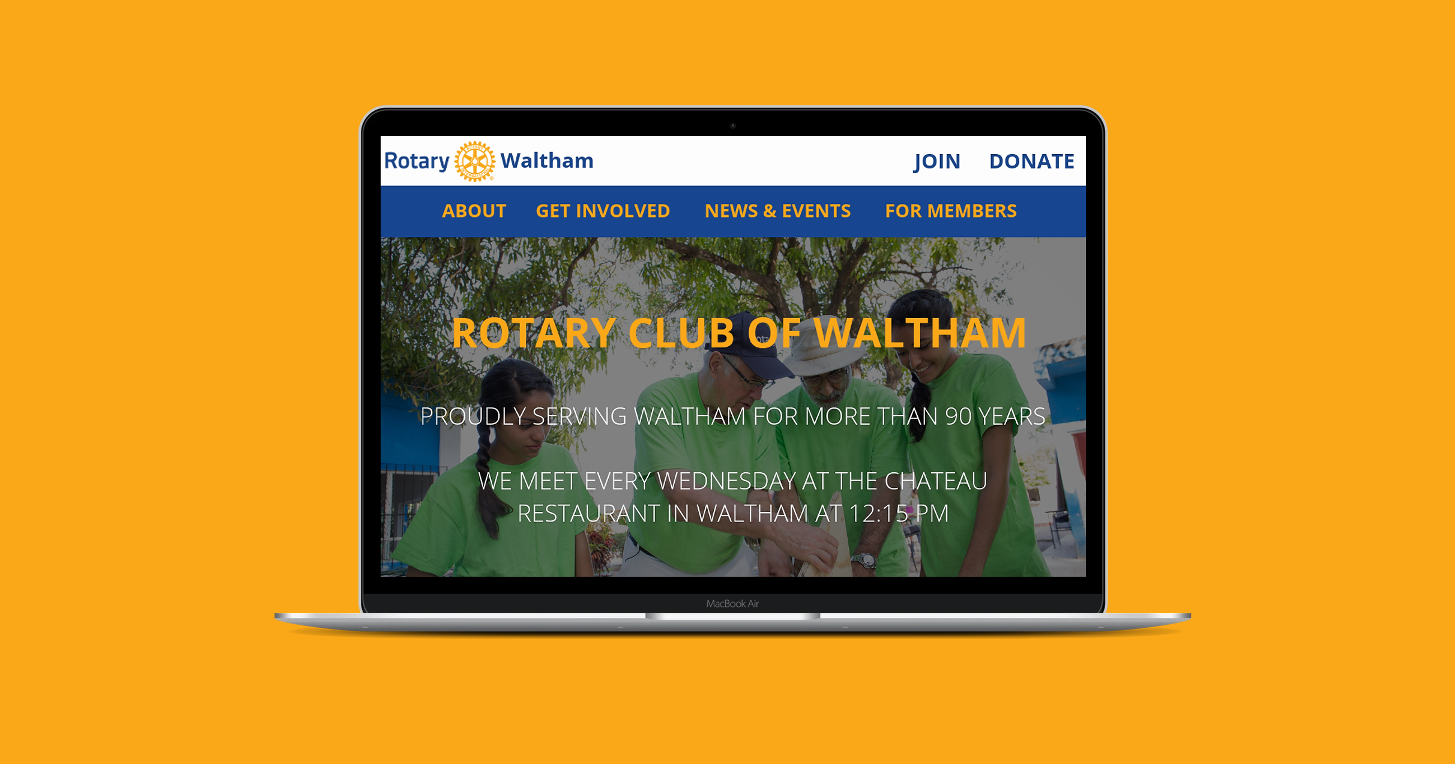 Rotary Waltham
JOIN DONATE
ABOUT GET INVOLVED NEWS & EVENTS FOR MEMBERS
ROTARY CLUB OF WALTHAM
PROUDLY SERVING WALTHAM FOR MORE THAN 90 YEARS
WE MEET EVERY WEDNESDAY AT THE CHATEAU
RESTAURANT IN WALTHAM AT 12:15 PM
MacBook Air